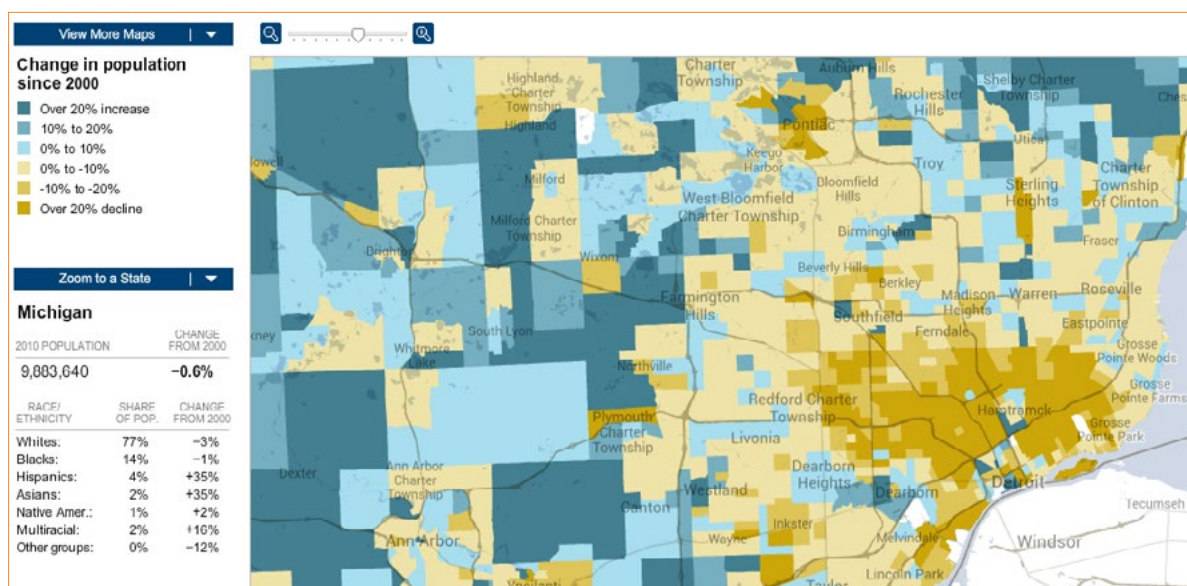 View More Maps
Change in population
since 2000
Over 20% increase
10% to 20%
0% to 10%
0% to -10%
-10% to -20%
Over 20% decline
Zoom to a State
Michigan
2010 POPULATION
CHANGE
FROM 2000
9,883,640
−0.6%
RACE/
ETHNICITY
SHARE
OF POP.
CHANGE
FROM 2000
Whites: 77% −3%
Blacks: 14% −1%
Hispanics: 4% +35%
Asians: 2% +35%
Native Amer.: 1% +2%
Multiracial: 2% +16%
Other groups: 0% −12%
Highland
Charter
Township
Highland
Charter
Township
Auburn Hills
Rochester
Hills
Shelby Charter
Township
Pontiac
Utica
Keego
Harbor
Troy
Milford
Bloomfield
Hills
Sterling
Heights
Charter
Township
of Clinton
West Bloomfield
Charter Township
Milford Charter
Township
Birmingham
Fraser
Brighton
Wixom
Beverly Hills
Berkley
Madison
Heights
Warren
Roseville
Farmington
Hills
Southfield
Ferndale
Eastpointe
South Lyon
Whitmore
Lake
Northville
Grosse
Pointe Woods
Redford Charter
Township
Hamtramck
Grosse
Pointe Farms
Plymouth
Charter
Township
Livonia
Grosse
Pointe Park
Dexter
Ann Arbor
Charter
Township
Dearborn
Heights
Dearborn
Detroit
Canton
Westland
Tecumseh
Ann Arbor
Wayne
Inkster
Melvindale
Windsor
Ypsilanti
Taylor
Lincoln Park